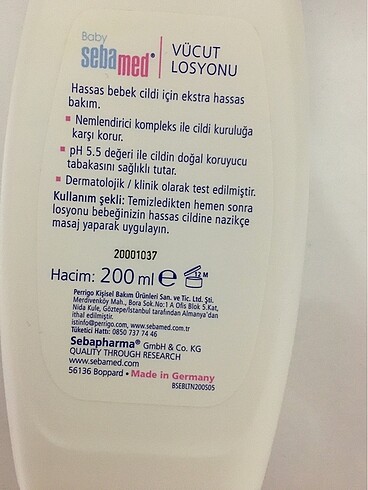 Baby
sebamed®
VÜCUT
LOSYONU
Hassas bebek cildi için ekstra hassas
bakım.
▪ Nemlendirici kompleks ile cildi kuruluğa
karşı korur.
▪ pH 5.5 değeri ile cildin doğal koruyucu
tabakasını sağlıklı tutar.
▪ Dermatolojik / klinik olarak test edilmiştir.
Kullanım şekli: Temizledikten hemen sonra
losyonu bebeğinizin hassas cildine nazikçe
masaj yaparak uygulayın.
20001037
Hacim: 200 ml ℮ 12 M
Perrigo Kişisel Bakım Ürünleri San. ve Tic. Ltd. Şti.
Merdivenköy Mah., Bora Sok.No:1 A Ofis Blok 5.Kat,
Nida Kule, Göztepe/İstanbul tarafından Almanya'dan
ithal edilmiştir.
istinfo@perrigo.com, www.sebamed.com.tr
Tüketici Hattı: 0850 737 74 46
Sebapharma® GmbH & Co. KG
QUALITY THROUGH RESEARCH
www.sebamed.com
56136 Boppard • Made in Germany
BSEBLTN200S05